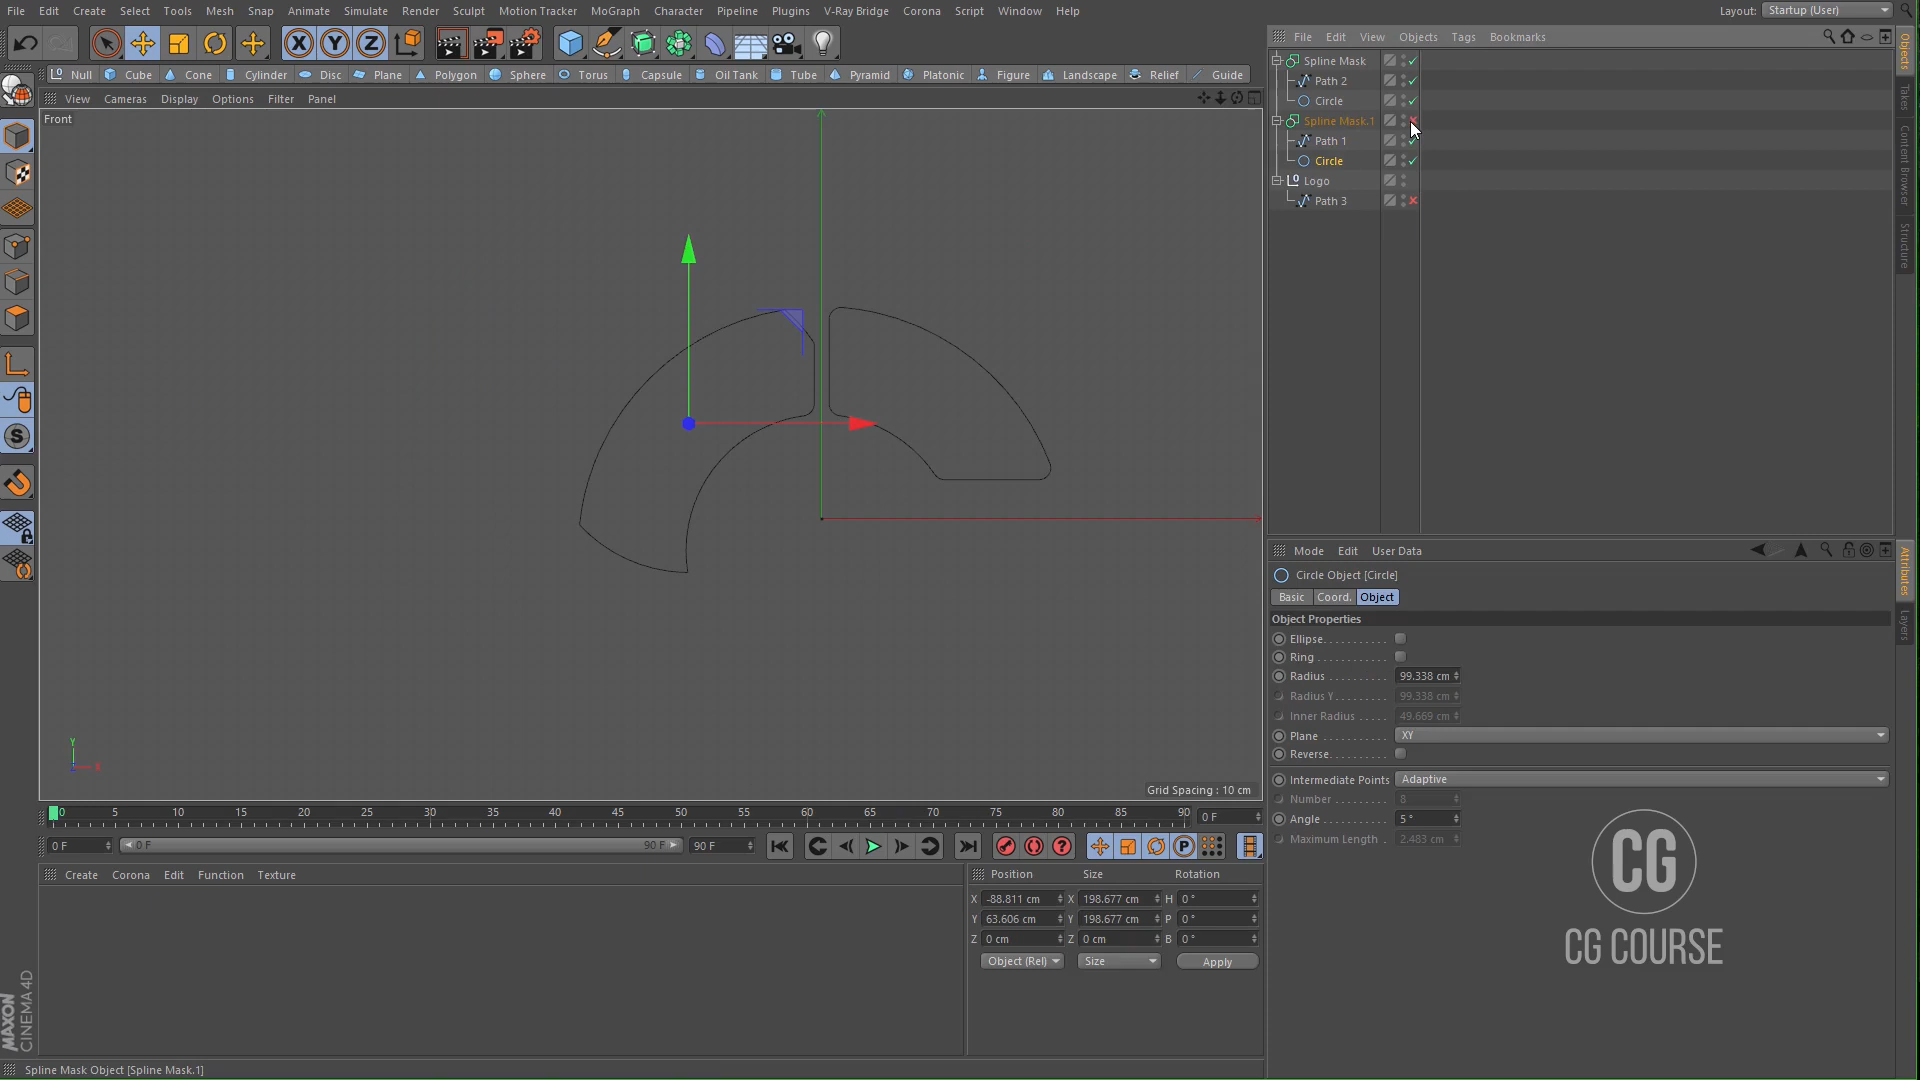 File Edit Create Select Tools Mesh Snap Animate Simulate Render Sculpt Motion Tracker MoGraph Character Pipeline Plugins V-Ray Bridge Corona Script Window Help Layout: Startup (User)
X Y Z
File Edit View Objects Tags Bookmarks
Null Cube Cone Cylinder Disc Plane Polygon Sphere Torus Capsule Oil Tank Tube Pyramid Platonic Figure Landscape Relief Guide
View Cameras Display Options Filter Panel
Front
Spline Mask
Path 2
Circle
Spline Mask.1
Path 1
Circle
Logo
Path 3
Objects
Takes
Content Browser
Structure
Y
X
Grid Spacing : 10 cm
0 5 10 15 20 25 30 35 40 45 50 55 60 65 70 75 80 85 90 0 F
0 F 0 F 90 F 90 F
Create Corona Edit Function Texture
Position Size Rotation
X -88.811 cm X 198.677 cm H 0 °
Y 63.606 cm Y 198.677 cm P 0 °
Z 0 cm Z 0 cm B 0 °
Object (Rel) Size Apply
Mode Edit User Data
Attributes
Layers
Circle Object [Circle]
Basic Coord. Object
Object Properties
Ellipse
Ring
Radius 99.338 cm
Radius Y 99.338 cm
Inner Radius 49.669 cm
Plane XY
Reverse
Intermediate Points Adaptive
Number 8
Angle 5 °
Maximum Length 2.483 cm
CG
CG COURSE
MAXON
CINEMA 4D
Spline Mask Object [Spline Mask.1]